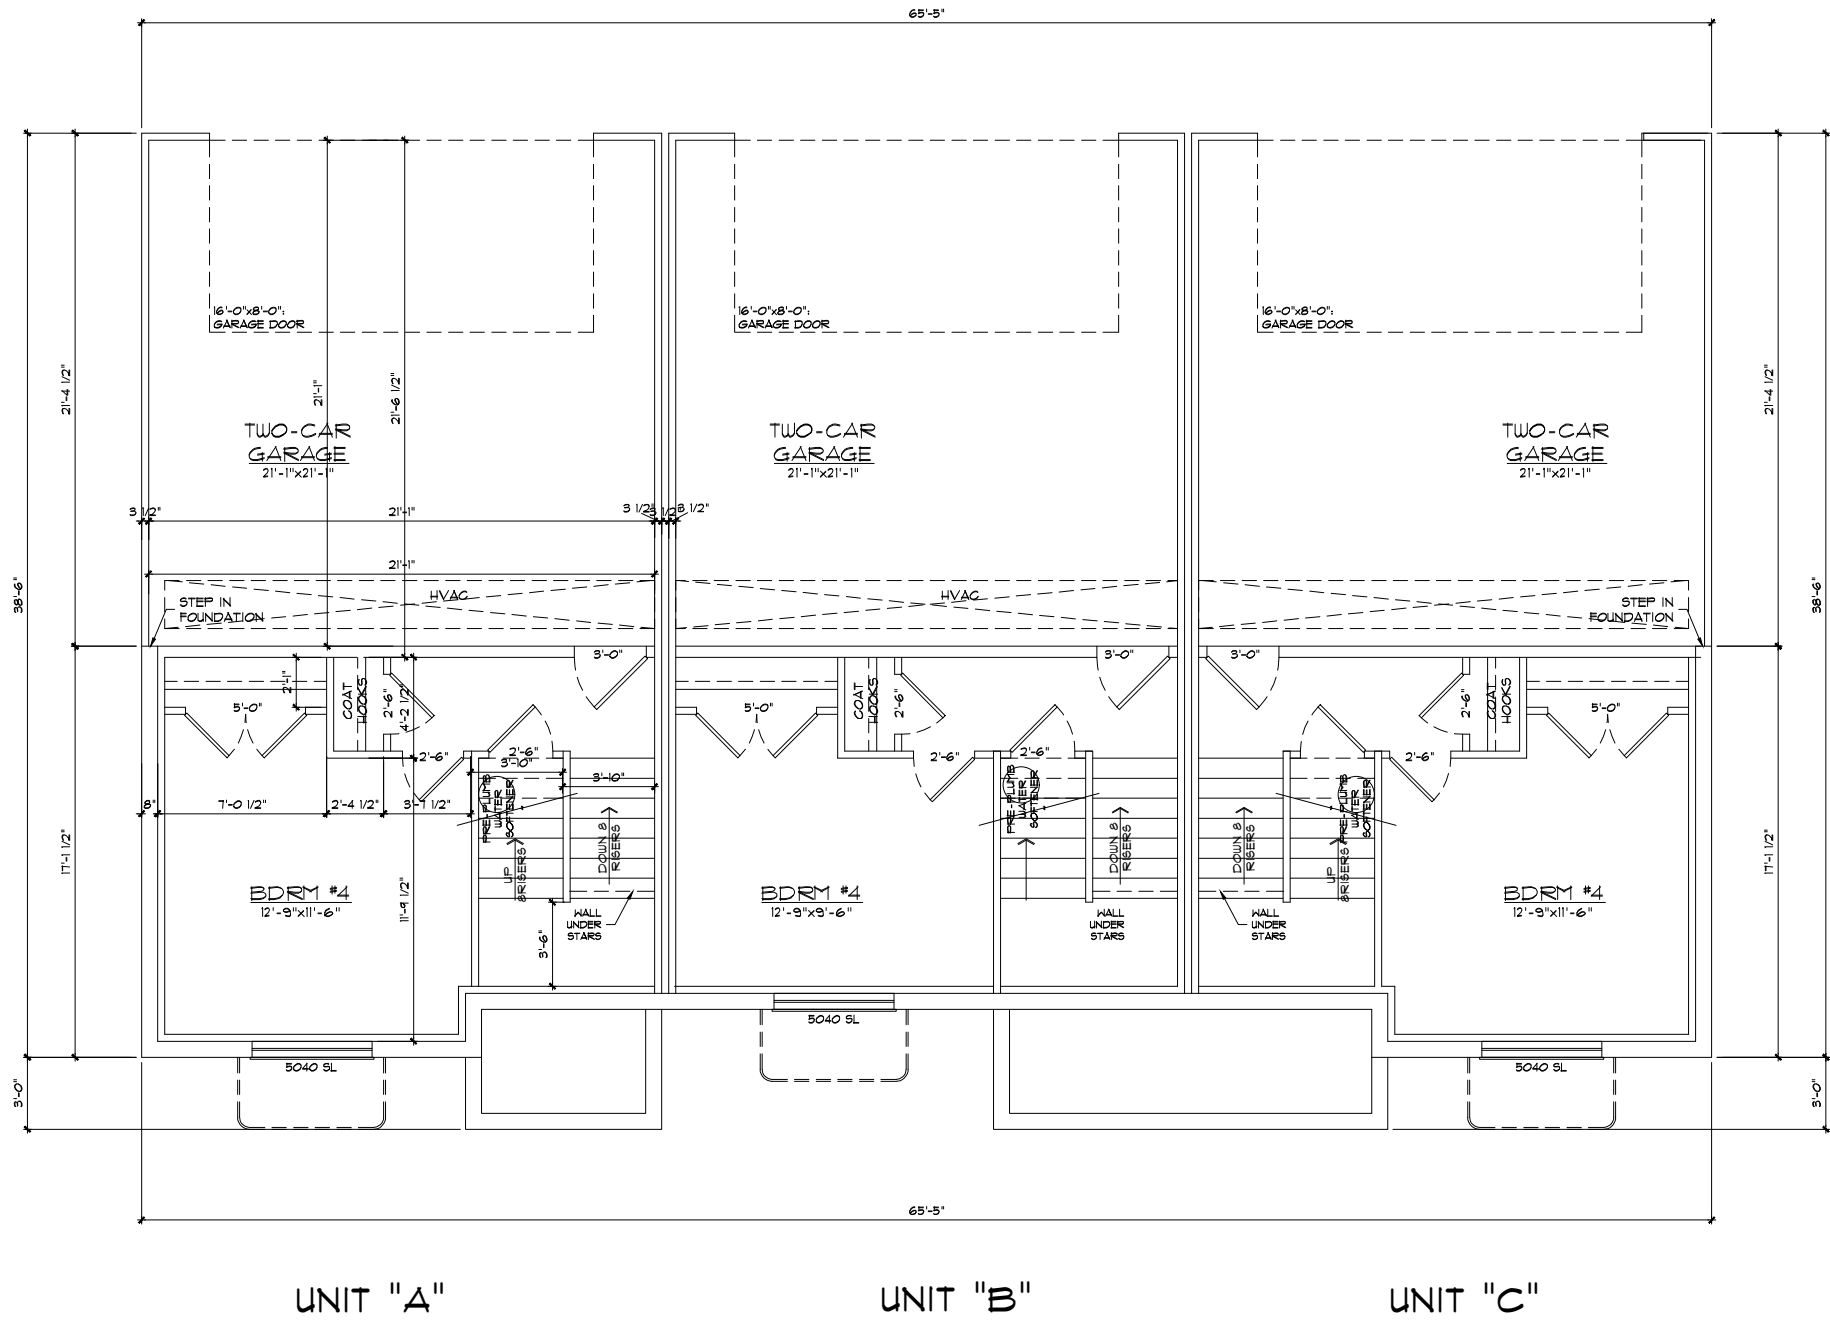 65'-5"
16'-0"x8'-0":
GARAGE DOOR
16'-0"x8'-0":
GARAGE DOOR
16'-0"x8'-0":
GARAGE DOOR
21'-4 1/2"
21'-1"
21'-6 1/2"
21'-4 1/2"
TWO-CAR
GARAGE
21'-1"x21'-1"
TWO-CAR
GARAGE
21'-1"x21'-1"
TWO-CAR
GARAGE
21'-1"x21'-1"
3 1/2"
21'-1"
3 1/2"
3 1/2"
3 1/2"
21'-1"
38'-6"
38'-6"
STEP IN
FOUNDATION
HVAC
HVAC
STEP IN
FOUNDATION
3'-0"
3'-0"
3'-0"
2'-1"
5'-0"
COAT
HOOKS
2'-6"
4'-2 1/2"
5'-0"
COAT
HOOKS
2'-6"
2'-6"
COAT
HOOKS
5'-0"
2'-6"
2'-6"
3'-10"
3'-10"
2'-6"
2'-6"
2'-6"
8"
7'-0 1/2"
2'-4 1/2"
3'-7 1/2"
PRE-PLUMB
WATER
SOFTENER
PRE-PLUMB
WATER
SOFTENER
PRE-PLUMB
WATER
SOFTENER
17'-1 1/2"
17'-1 1/2"
UP
8RISERS
DOWN 8
RISERS
DOWN 8
RISERS
DOWN 8
RISERS
UP
8RISERS
BDRM #4
12'-9"x11'-6"
11'-9 1/2"
BDRM #4
12'-9"x9'-6"
BDRM #4
12'-9"x11'-6"
3'-6"
WALL
UNDER
STARS
WALL
UNDER
STARS
WALL
UNDER
STARS
5040 SL
5040 SL
5040 SL
3'-0"
3'-0"
65'-5"
UNIT "A"
UNIT "B"
UNIT "C"